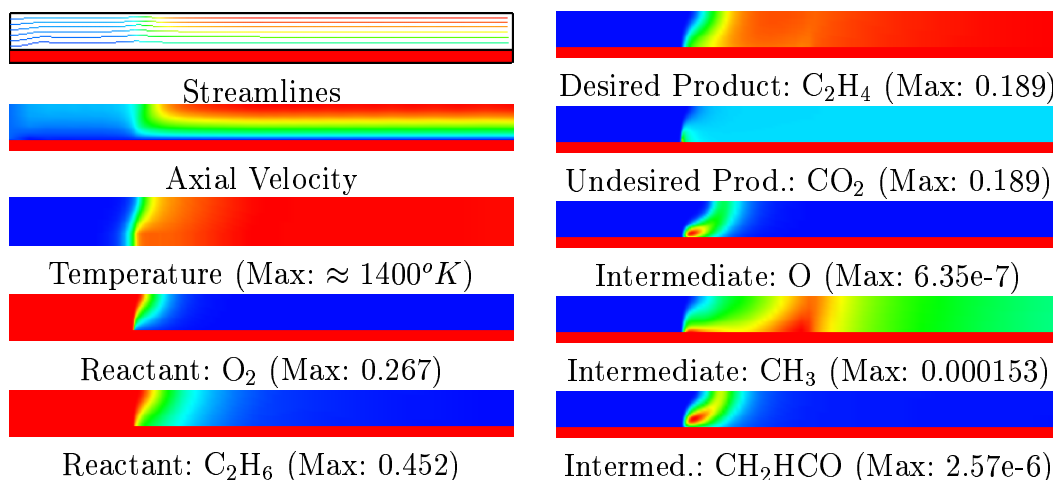 Streamlines
Axial Velocity
Temperature (Max: ≈ 1400°K)
Reactant: O₂ (Max: 0.267)
Reactant: C₂H₆ (Max: 0.452)
Desired Product: C₂H₄ (Max: 0.189)
Undesired Prod.: CO₂ (Max: 0.189)
Intermediate: O (Max: 6.35e-7)
Intermediate: CH₃ (Max: 0.000153)
Intermed.: CH₂HCO (Max: 2.57e-6)